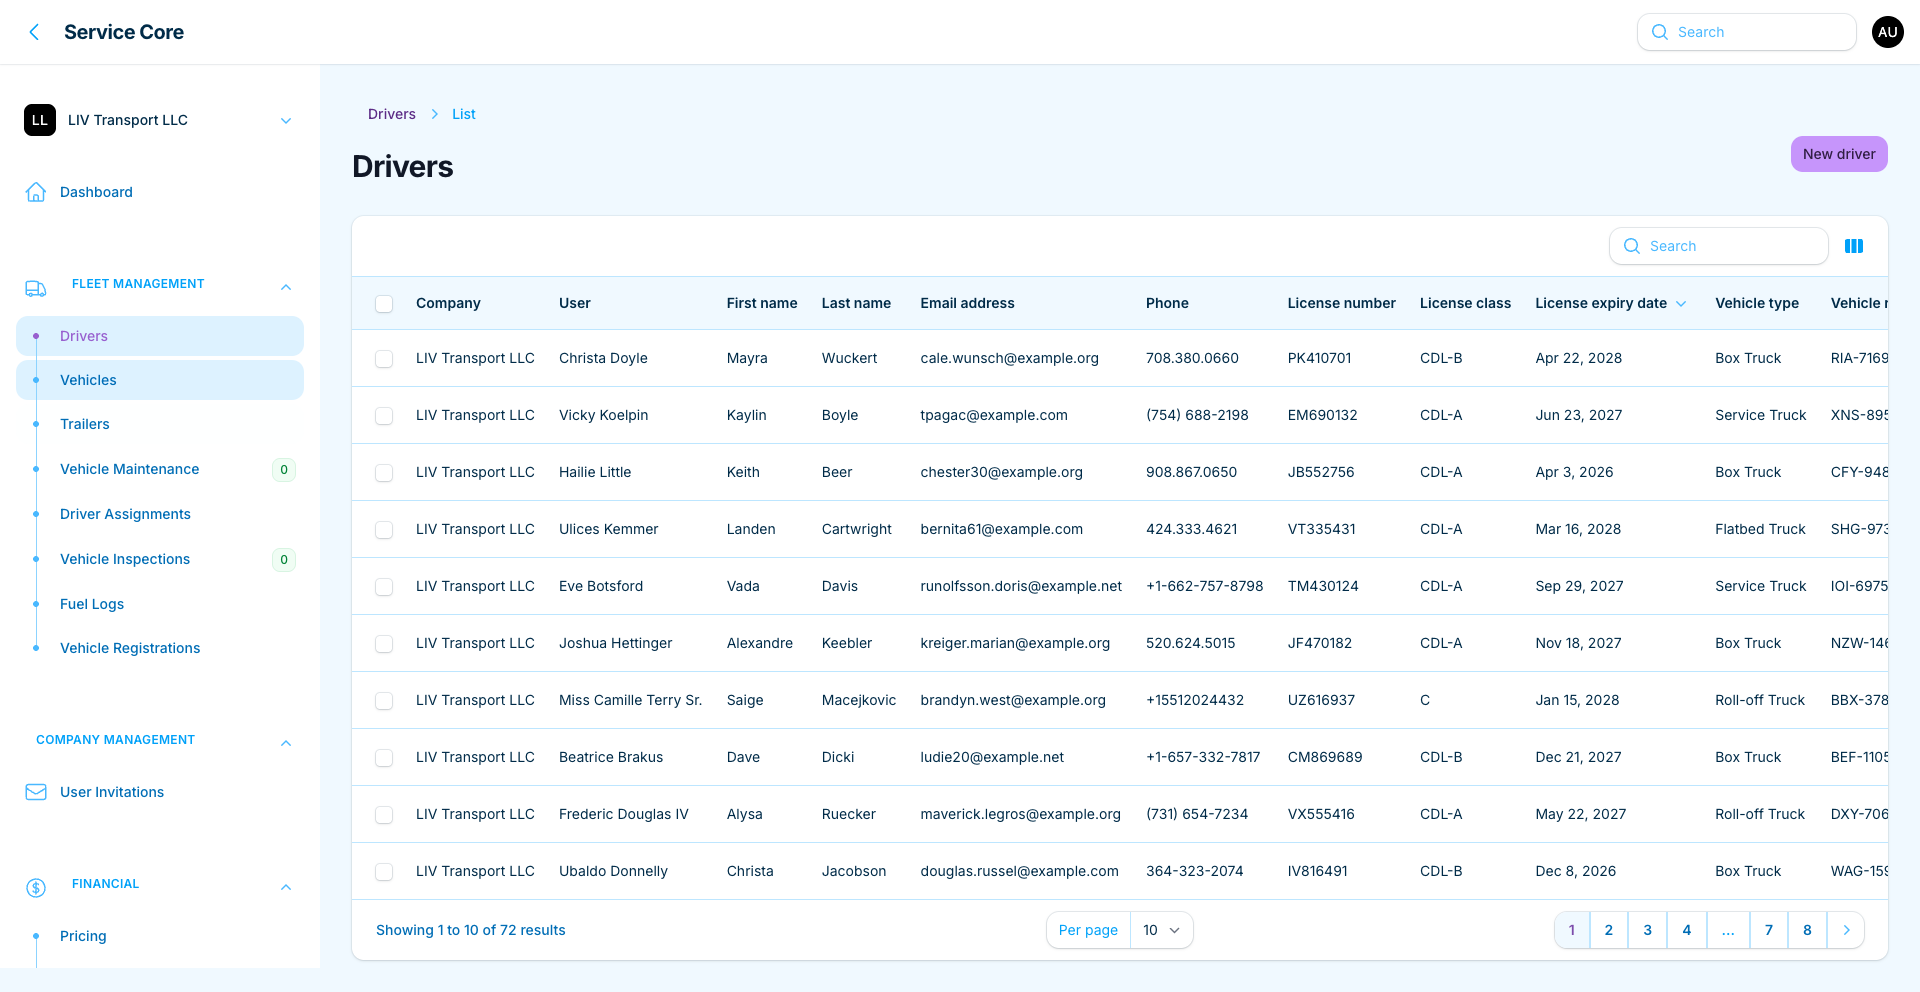 Service Core
Search
AU
LL
LIV Transport LLC
Dashboard
FLEET MANAGEMENT
Drivers
Vehicles
Trailers
Vehicle Maintenance 0
Driver Assignments
Vehicle Inspections 0
Fuel Logs
Vehicle Registrations
COMPANY MANAGEMENT
User Invitations
FINANCIAL
Pricing
Drivers > List
Drivers
New driver
Search
Company User First name Last name Email address Phone License number License class License expiry date Vehicle type Vehicle
LIV Transport LLC Christa Doyle Mayra Wuckert cale.wunsch@example.org 708.380.0660 PK410701 CDL-B Apr 22, 2028 Box Truck RIA-7169
LIV Transport LLC Vicky Koelpin Kaylin Boyle tpagac@example.com (754) 688-2198 EM690132 CDL-A Jun 23, 2027 Service Truck XNS-895
LIV Transport LLC Hailie Little Keith Beer chester30@example.org 908.867.0650 JB552756 CDL-A Apr 3, 2026 Box Truck CFY-948
LIV Transport LLC Ulices Kemmer Landen Cartwright bernita61@example.com 424.333.4621 VT335431 CDL-A Mar 16, 2028 Flatbed Truck SHG-973
LIV Transport LLC Eve Botsford Vada Davis runolfsson.doris@example.net +1-662-757-8798 TM430124 CDL-A Sep 29, 2027 Service Truck IOI-6975
LIV Transport LLC Joshua Hettinger Alexandre Keebler kreiger.marian@example.org 520.624.5015 JF470182 CDL-A Nov 18, 2027 Box Truck NZW-146
LIV Transport LLC Miss Camille Terry Sr. Saige Macejkovic brandyn.west@example.org +15512024432 UZ616937 C Jan 15, 2028 Roll-off Truck BBX-378
LIV Transport LLC Beatrice Brakus Dave Dicki ludie20@example.net +1-657-332-7817 CM869689 CDL-B Dec 21, 2027 Box Truck BEF-1105
LIV Transport LLC Frederic Douglas IV Alysa Ruecker maverick.legros@example.org (731) 654-7234 VX555416 CDL-A May 22, 2027 Roll-off Truck DXY-706
LIV Transport LLC Ubaldo Donnelly Christa Jacobson douglas.russel@example.com 364-323-2074 IV816491 CDL-B Dec 8, 2026 Box Truck WAG-159
Showing 1 to 10 of 72 results
Per page 10
1 2 3 4 ... 7 8